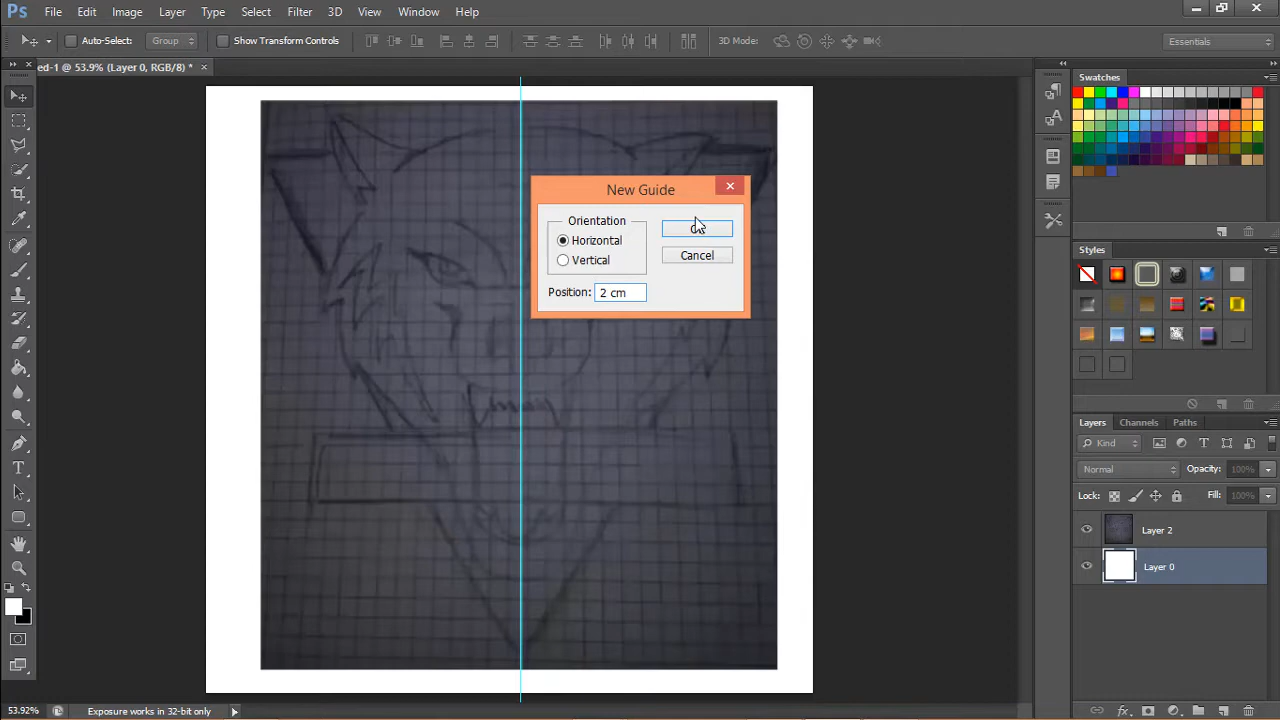 Ps File Edit Image Layer Type Select Filter 3D View Window Help
Auto-Select: Group Show Transform Controls 3D Mode: Essentials
ed-1 @ 53.9% (Layer 0, RGB/8) *
Swatches
New Guide
Orientation
Horizontal
Cancel
Vertical
Position: 2 cm
Styles
Layers Channels Paths
Kind
Normal Opacity: 100%
Lock: Fill: 100%
Layer 2
Layer 0
53.92% Exposure works in 32-bit only